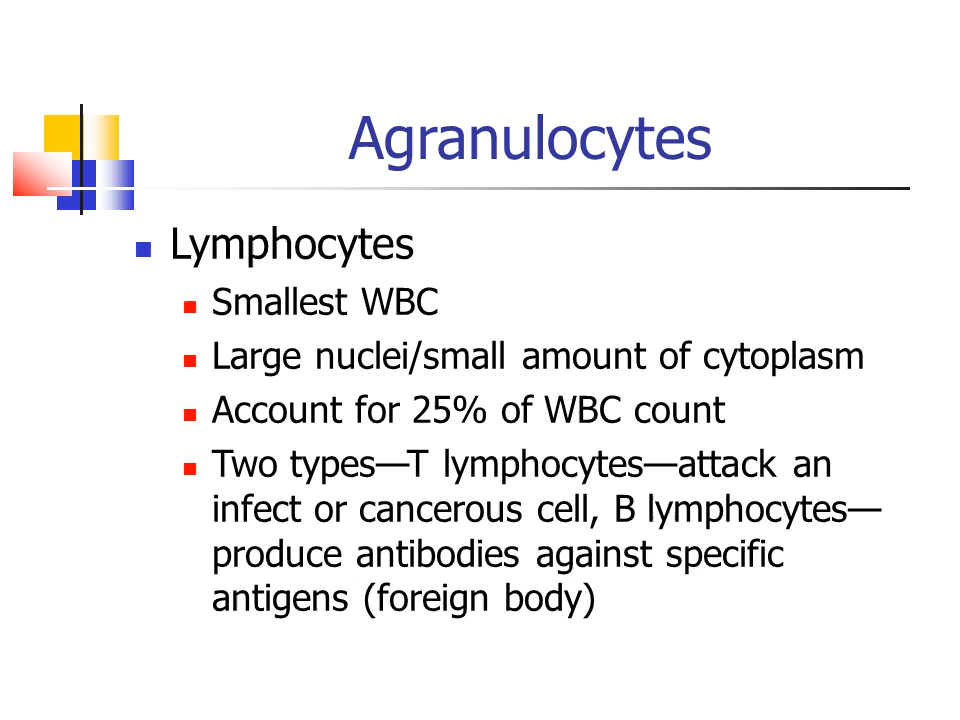 Agranulocytes
Lymphocytes
Smallest WBC
Large nuclei/small amount of cytoplasm
Account for 25% of WBC count
Two types—T lymphocytes—attack an
infect or cancerous cell, B lymphocytes—
produce antibodies against specific
antigens (foreign body)